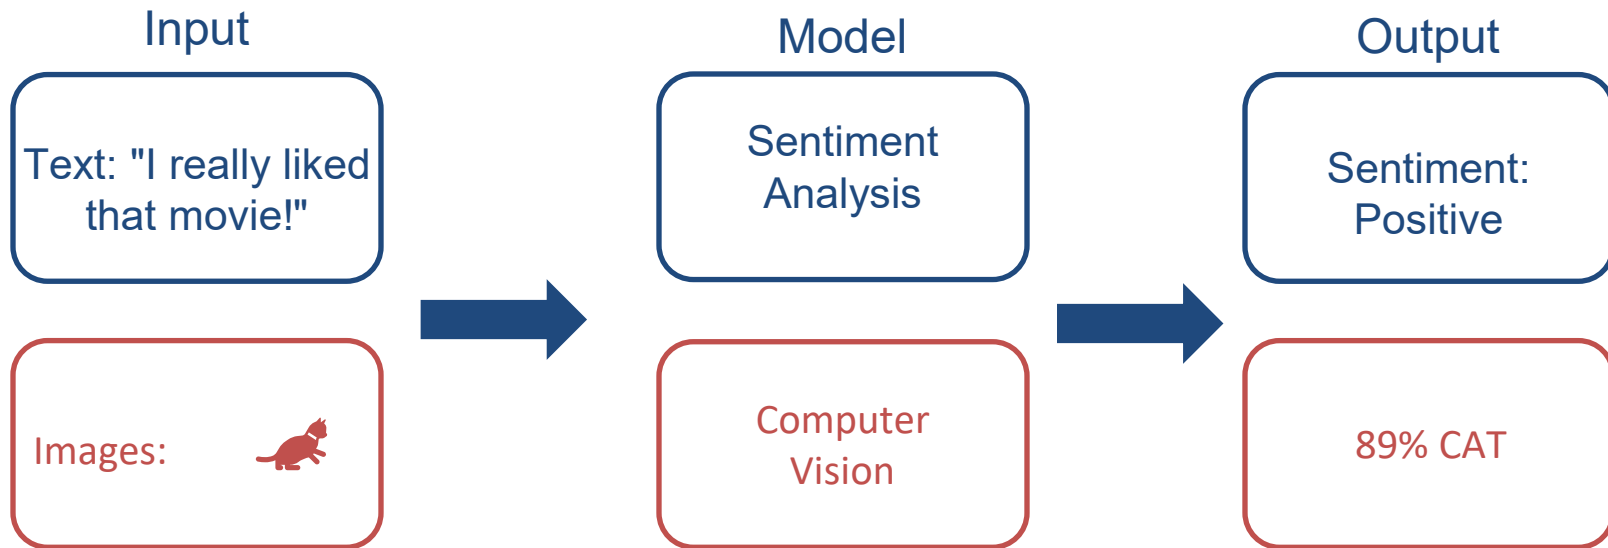 Input
Model
Output
Text: "I really liked
that movie!"
Sentiment
Analysis
Sentiment:
Positive
Images:
Computer
Vision
89% CAT